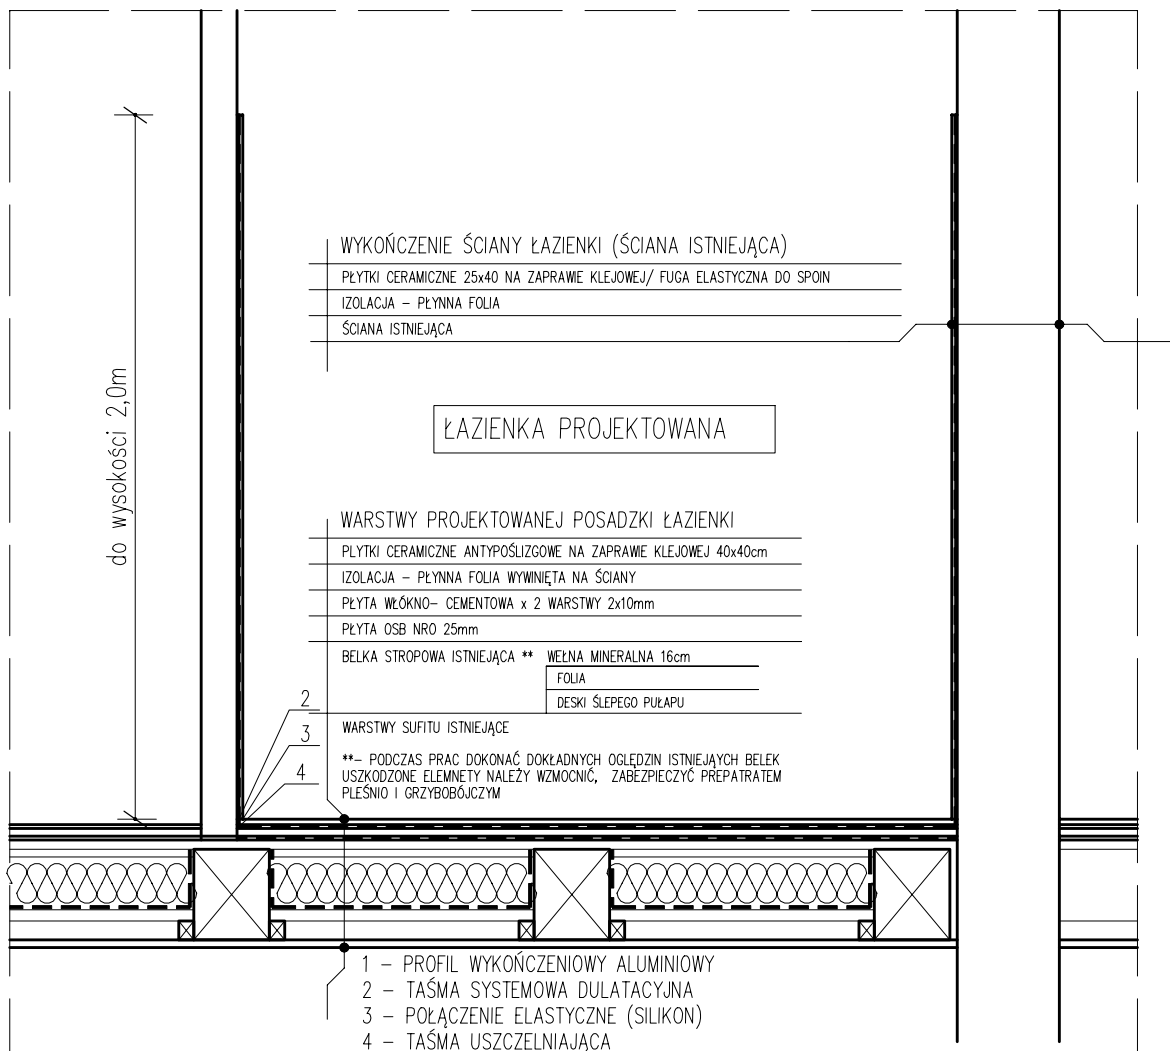 WYKOŃCZENIE ŚCIANY ŁAZIENKI (ŚCIANA ISTNIEJĄCA)
PŁYTKI CERAMICZNE 25x40 NA ZAPRAWIE KLEJOWEJ/ FUGA ELASTYCZNA DO SPOIN
IZOLACJA – PŁYNNA FOLIA
ŚCIANA ISTNIEJĄCA
do wysokości 2,0m
ŁAZIENKA PROJEKTOWANA
WARSTWY PROJEKTOWANEJ POSADZKI ŁAZIENKI
PLYTKI CERAMICZNE ANTYPOŚLIZGOWE NA ZAPRAWIE KLEJOWEJ 40x40cm
IZOLACJA – PŁYNNA FOLIA WYWINIĘTA NA ŚCIANY
PŁYTA WŁÓKNO– CEMENTOWA x 2 WARSTWY 2x10mm
PŁYTA OSB NRO 25mm
BELKA STROPOWA ISTNIEJĄCA ** WEŁNA MINERALNA 16cm
FOLIA
DESKI ŚLEPEGO PUŁAPU
2
WARSTWY SUFITU ISTNIEJĄCE
3
**– PODCZAS PRAC DOKONAĆ DOKŁADNYCH OGLĘDZIN ISTNIEJĄYCH BELEK
4 USZKODZONE ELEMNETY NALEŻY WZMOCNIĆ, ZABEZPIECZYĆ PREPATRATEM
PLEŚNIO I GRZYBOBÓJCZYM
1 – PROFIL WYKOŃCZENIOWY ALUMINIOWY
2 – TAŚMA SYSTEMOWA DULATACYJNA
3 – POŁĄCZENIE ELASTYCZNE (SILIKON)
4 – TAŚMA USZCZELNIAJĄCA